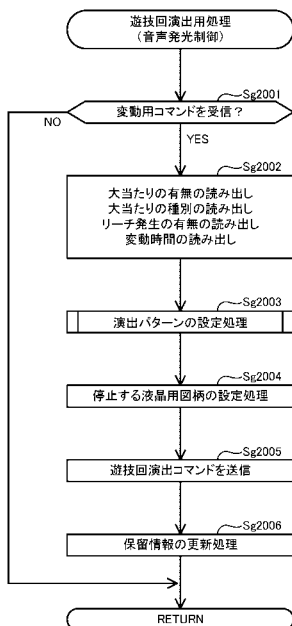 遊技回演出用処理
(音声発光制御)
Sg2001
変動用コマンドを受信？
NO
YES
Sg2002
大当たりの有無の読み出し
大当たりの種別の読み出し
リーチ発生の有無の読み出し
変動時間の読み出し
Sg2003
演出パターンの設定処理
Sg2004
停止する液晶用図柄の設定処理
Sg2005
遊技回演出コマンドを送信
Sg2006
保留情報の更新処理
RETURN